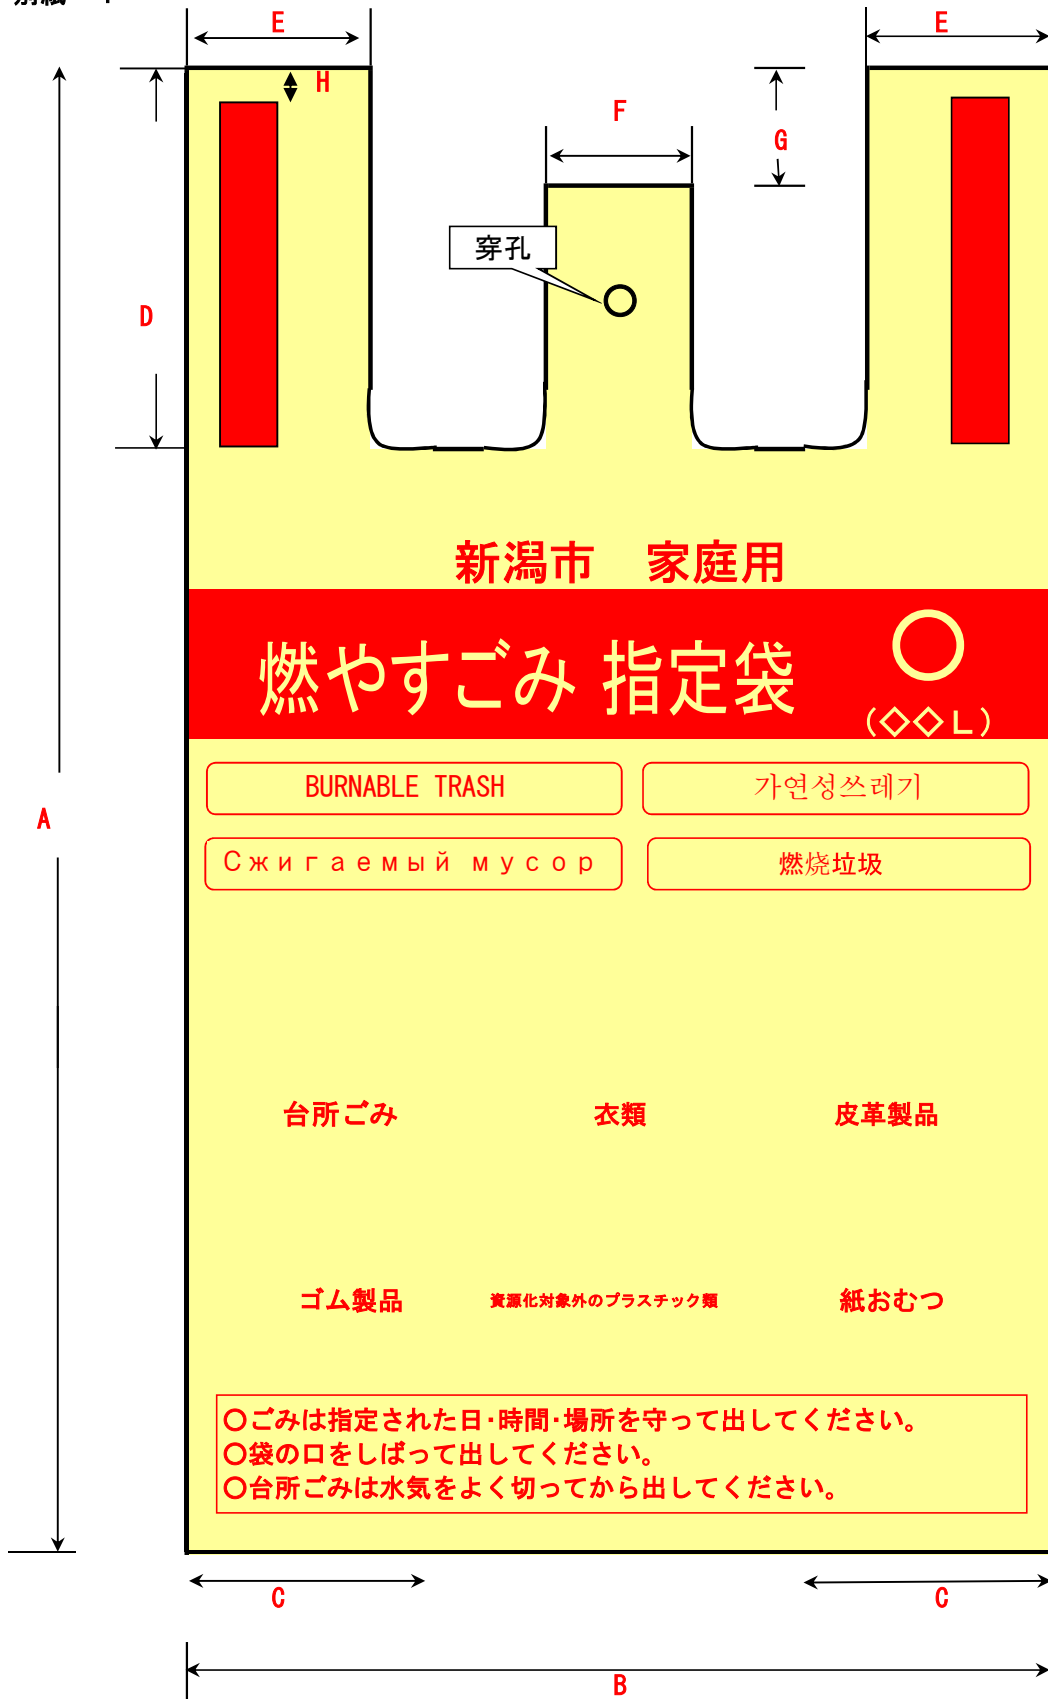 E
E
H
F
G
穿孔
D
新潟市　家庭用
燃やすごみ 指定袋
○
(◇◇L)
BURNABLE TRASH
가연성쓰레기
A
Сжигаемый мусор
燃烧垃圾
台所ごみ
衣類
皮革製品
ゴム製品
資源化対象外のプラスチック類
紙おむつ
○ごみは指定された日・時間・場所を守って出してください。
○袋の口をしばって出してください。
○台所ごみは水気をよく切ってから出してください。
C
C
B